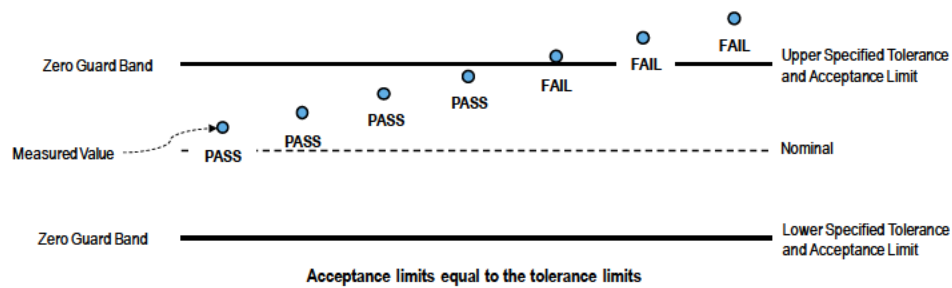 FAIL
FAIL
Zero Guard Band
PASS
PASS
PASS
FAIL
Upper Specified Tolerance
and Acceptance Limit
Measured Value
PASS
Nominal
Zero Guard Band
Lower Specified Tolerance
and Acceptance Limit
Acceptance limits equal to the tolerance limits